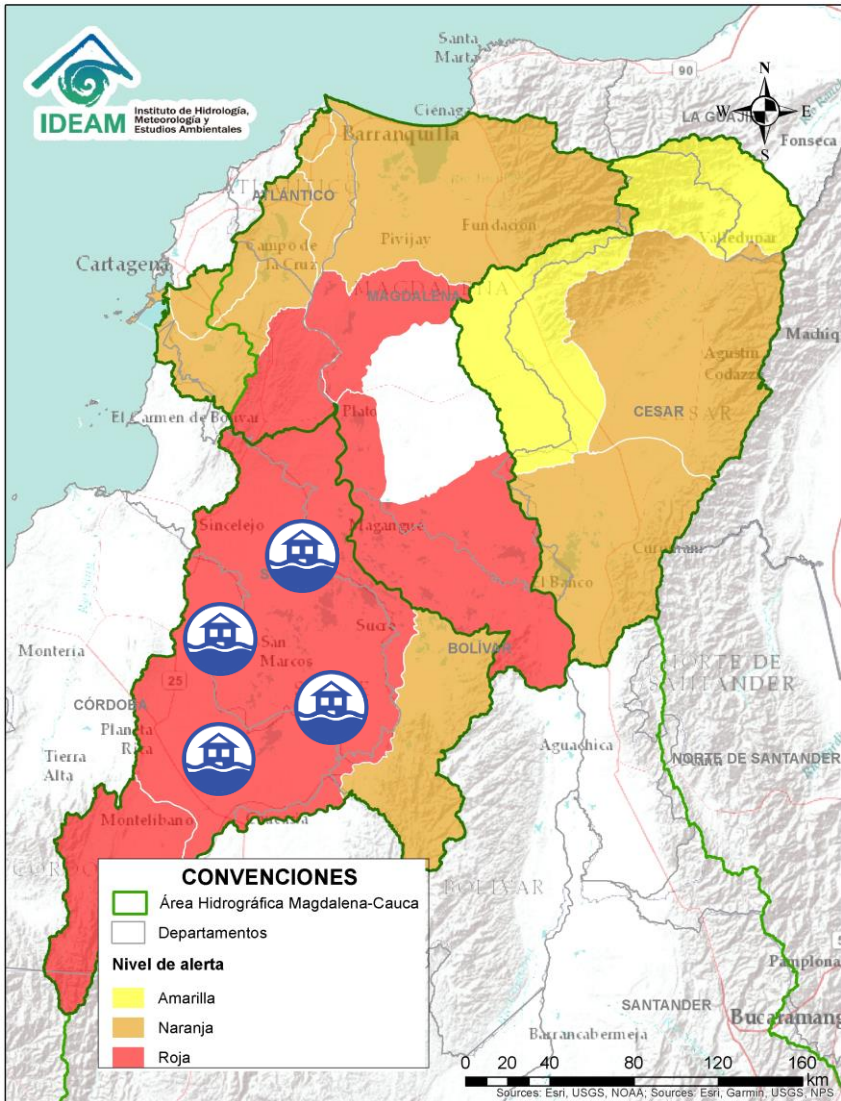 IDEAM
Instituto de Hidrología,
Meteorología y
Estudios Ambientales
Santa
Marta
90
N
W
E
S
Ciénaga
LA GUAJI
Fonseca
Barranquilla
ATLÁNTICO
Valledupar
Fundación
Pivijay
Campo de
la Cruz
Cartagena
MAGDALENA
Machiq
Agustín
Codazzi
El Carmen de Bolívar
Plato
CESAR
Sincelejo
Magangue
El Banco
Sucre
Montería
San
Marcos
BOLÍVAR
NORTE DE
SANTANDER
25
CÓRDOBA
Planeta
Rica
Tierra
Alta
Aguachica
NORTE DE SANTANDER
Montelíbano
Caucasia
CONVENCIONES
Área Hidrográfica Magdalena-Cauca
Departamentos
Nivel de alerta
Amarilla
Naranja
Roja
BOLÍVAR
Pamplona
SANTANDER
Bucaramang
Barrancabermeja
0 20 40 80 120 160
km
Sources: Esri, USGS, NOAA; Sources: Esri, Garmin, USGS, NPS